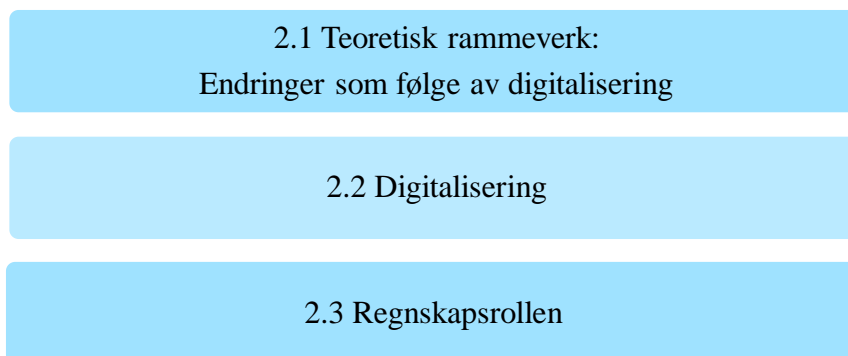 2.1 Teoretisk rammeverk:
Endringer som følge av digitalisering
2.2 Digitalisering
2.3 Regnskapsrollen